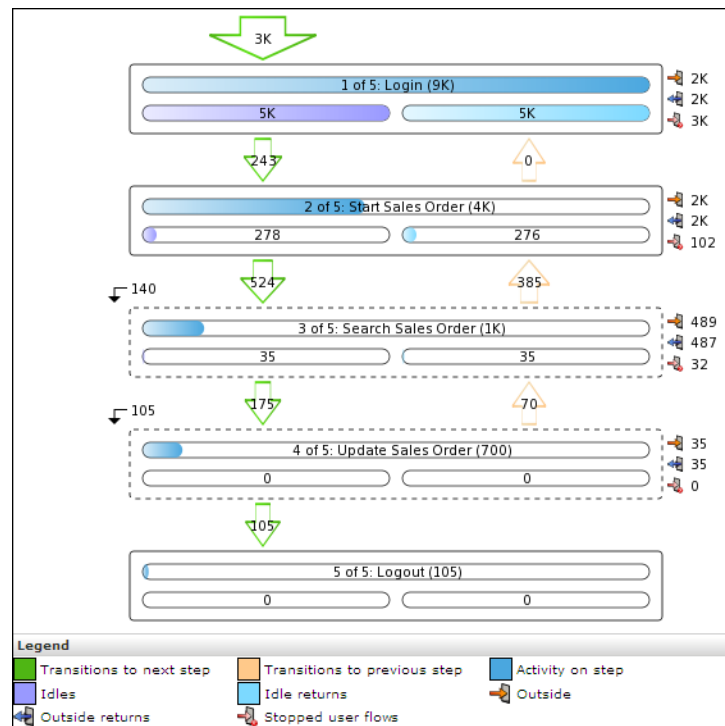 3K
1 of 5: Login (9K)
5K 5K
2K
2K
3K
243 0
2 of 5: Start Sales Order (4K)
278 276
2K
2K
102
524 385
140
3 of 5: Search Sales Order (1K)
35 35
489
487
32
175 70
105
4 of 5: Update Sales Order (700)
0 0
35
35
0
105
5 of 5: Logout (105)
0 0
Legend
Transitions to next step Transitions to previous step Activity on step
Idles Idle returns Outside
Outside returns Stopped user flows